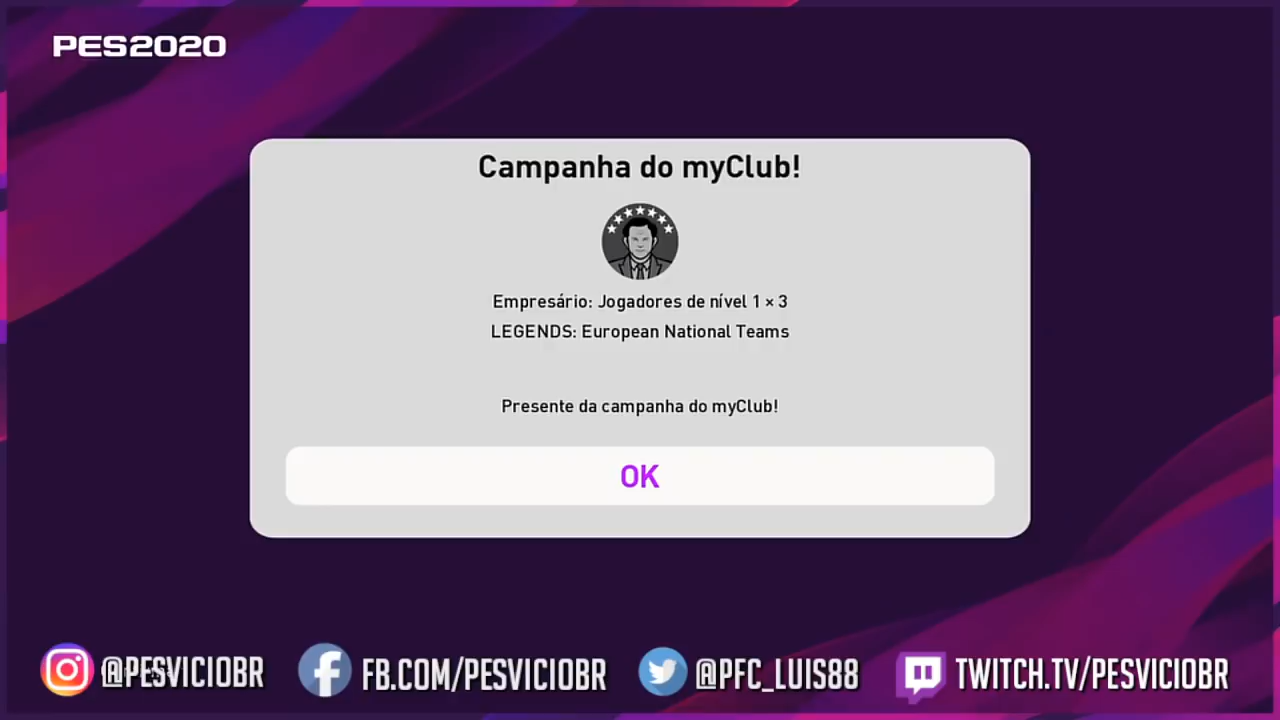 PES2020
Campanha do myClub!
Empresário: Jogadores de nível 1 × 3
LEGENDS: European National Teams
Presente da campanha do myClub!
OK
@PESVICIOBR FB.COM/PESVICIOBR @PFC_LUIS88 TWITCH.TV/PESVICIOBR